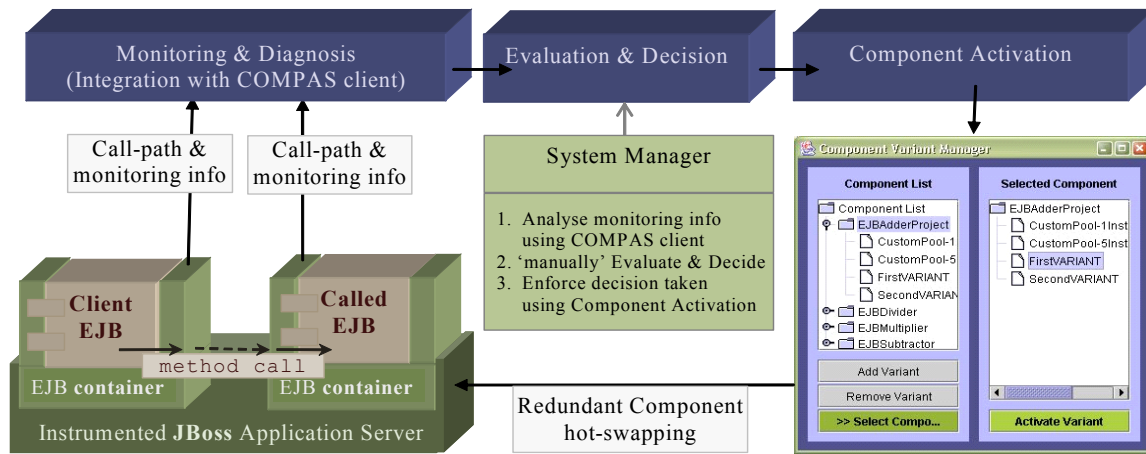 Monitoring & Diagnosis
(Integration with COMPAS client)
Evaluation & Decision
Component Activation
Call-path &
monitoring info
Call-path &
monitoring info
System Manager
1. Analyse monitoring info
using COMPAS client
2. ‘manually’ Evaluate & Decide
3. Enforce decision taken
using Component Activation
Client
EJB
Called
EJB
method call
EJB container
EJB container
Instrumented JBoss Application Server
Redundant Component
hot-swapping
Component Variant Manager
Component List
Component List
EJBAdderProject
CustomPool-1
CustomPool-5
FirstVARIANT
SecondVARIAN
EJBDivider
EJBMultiplier
EJBSubtractor
Add Variant
Remove Variant
>> Select Compo...
Selected Component
EJBAdderProject
CustomPool-1Inst
CustomPool-5Inst
FirstVARIANT
SecondVARIANT
Activate Variant